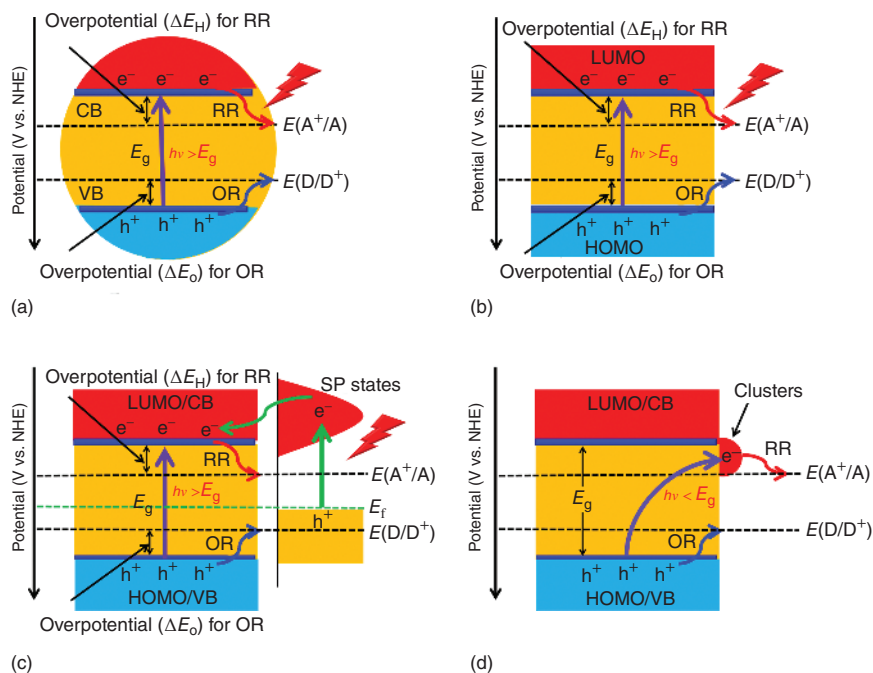 Overpotential (ΔE_H) for RR
Potential (V vs. NHE)
e⁻ e⁻ e⁻
CB
RR
E(A⁺/A)
E_g
hν > E_g
VB
OR
E(D/D⁺)
h⁺ h⁺ h⁺
Overpotential (ΔE_o) for OR
(a)
Overpotential (ΔE_H) for RR
Potential (V vs. NHE)
LUMO
e⁻ e⁻ e⁻
RR
E(A⁺/A)
E_g
hν > E_g
OR
E(D/D⁺)
h⁺ h⁺ h⁺
HOMO
Overpotential (ΔE_o) for OR
(b)
Overpotential (ΔE_H) for RR
Potential (V vs. NHE)
SP states
LUMO/CB
e⁻ e⁻ e⁻
e⁻
RR
E(A⁺/A)
E_g
hν > E_g
E_f
h⁺
OR
E(D/D⁺)
h⁺ h⁺ h⁺
HOMO/VB
Overpotential (ΔE_o) for OR
(c)
Potential (V vs. NHE)
Clusters
LUMO/CB
e⁻
RR
E(A⁺/A)
E_g
hν < E_g
OR
E(D/D⁺)
h⁺ h⁺ h⁺
HOMO/VB
(d)